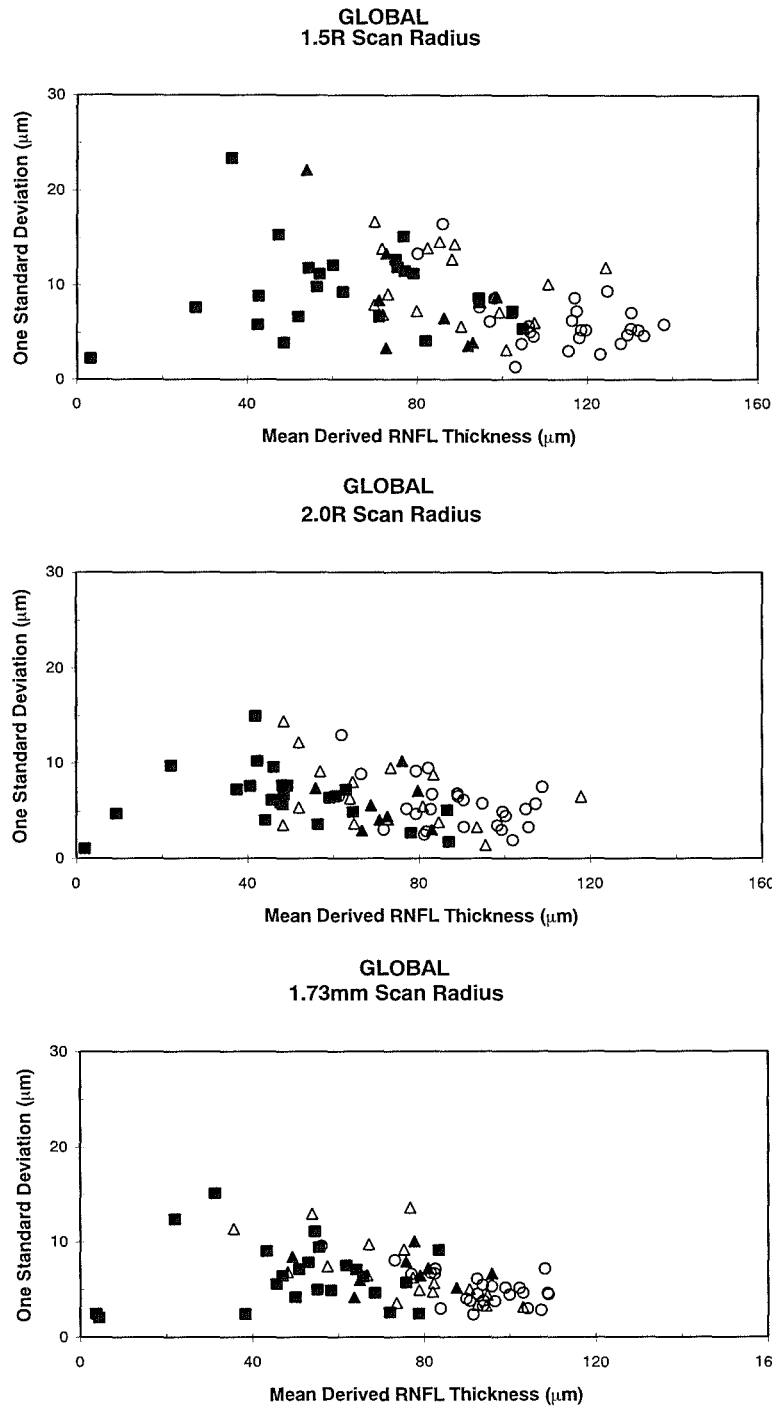 GLOBAL
1.5R Scan Radius
One Standard Deviation (μm)
30
20
10
0
0 40 80 120 160
Mean Derived RNFL Thickness (μm)
GLOBAL
2.0R Scan Radius
One Standard Deviation (μm)
30
20
10
0
0 40 80 120 160
Mean Derived RNFL Thickness (μm)
GLOBAL
1.73mm Scan Radius
One Standard Deviation (μm)
30
20
10
0
0 40 80 120 16
Mean Derived RNFL Thickness (μm)